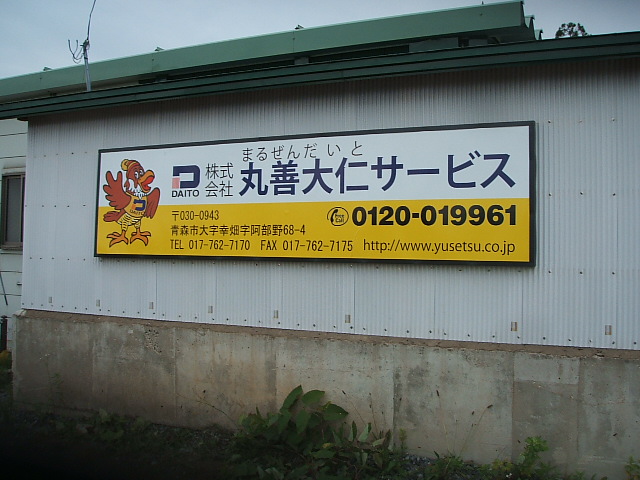 まるぜんだいと
DAITO 株式会社 丸善大仁サービス
〒030-0943 0120-019961
青森市大字幸畑字阿部野68-4
TEL 017-762-7170 FAX 017-762-7175 http://www.yusetsu.co.jp